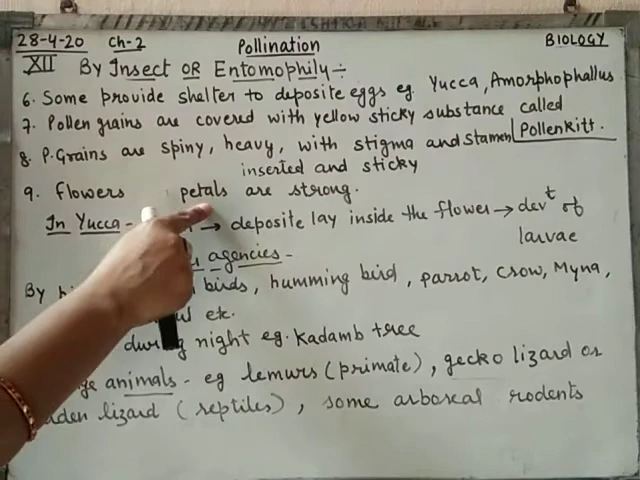 28-4-20 Ch-2 Pollination BIOLOGY
XII By Insect OR Entomophily :-
6. Some provide shelter to deposite eggs eg. Yucca, Amorphophallus
7. Pollen grains are covered with yellow sticky substance called Pollenkitt.
8. P. Grains are spiny, heavy, with stigma and stamen
inserted and sticky
9. flowers petals are strong.
In Yucca - → deposite lay inside the flower → devᵗ of
larvae
agencies -
By birds, humming bird, parrot, crow, Myna,
etc.
during night eg. Kadamb tree
animals - eg lemurs (primate), gecko lizard or
lizard (reptiles), some arboreal rodents